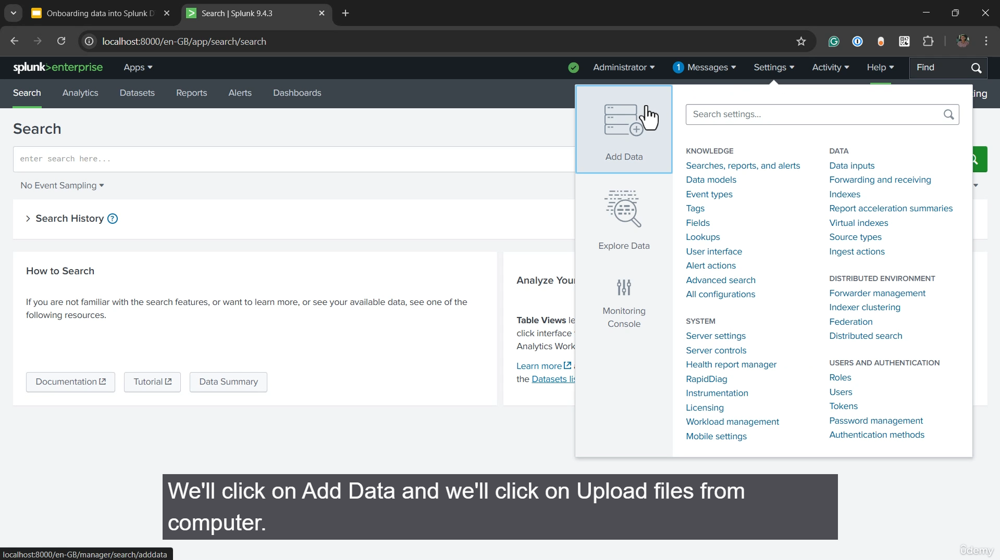 Onboarding data into Splunk D
Search | Splunk 9.4.3
localhost:8000/en-GB/app/search/search
splunk>enterprise
Apps
Administrator
1 Messages
Settings
Activity
Help
Find
Search
Analytics
Datasets
Reports
Alerts
Dashboards
ing
Search
enter search here...
No Event Sampling
Search History ?
How to Search
If you are not familiar with the search features, or want to learn more, or see your available data, see one of the
following resources.
Documentation
Tutorial
Data Summary
Analyze Your
Table Views le
click interface
Analytics Work
Learn more
the Datasets lis
Add Data
Explore Data
Monitoring
Console
Search settings...
KNOWLEDGE
Searches, reports, and alerts
Data models
Event types
Tags
Fields
Lookups
User interface
Alert actions
Advanced search
All configurations
SYSTEM
Server settings
Server controls
Health report manager
RapidDiag
Instrumentation
Licensing
Workload management
Mobile settings
DATA
Data inputs
Forwarding and receiving
Indexes
Report acceleration summaries
Virtual indexes
Source types
Ingest actions
DISTRIBUTED ENVIRONMENT
Forwarder management
Indexer clustering
Federation
Distributed search
USERS AND AUTHENTICATION
Roles
Users
Tokens
Password management
Authentication methods
We'll click on Add Data and we'll click on Upload files from
computer.
localhost:8000/en-GB/manager/search/adddata
ûdemy